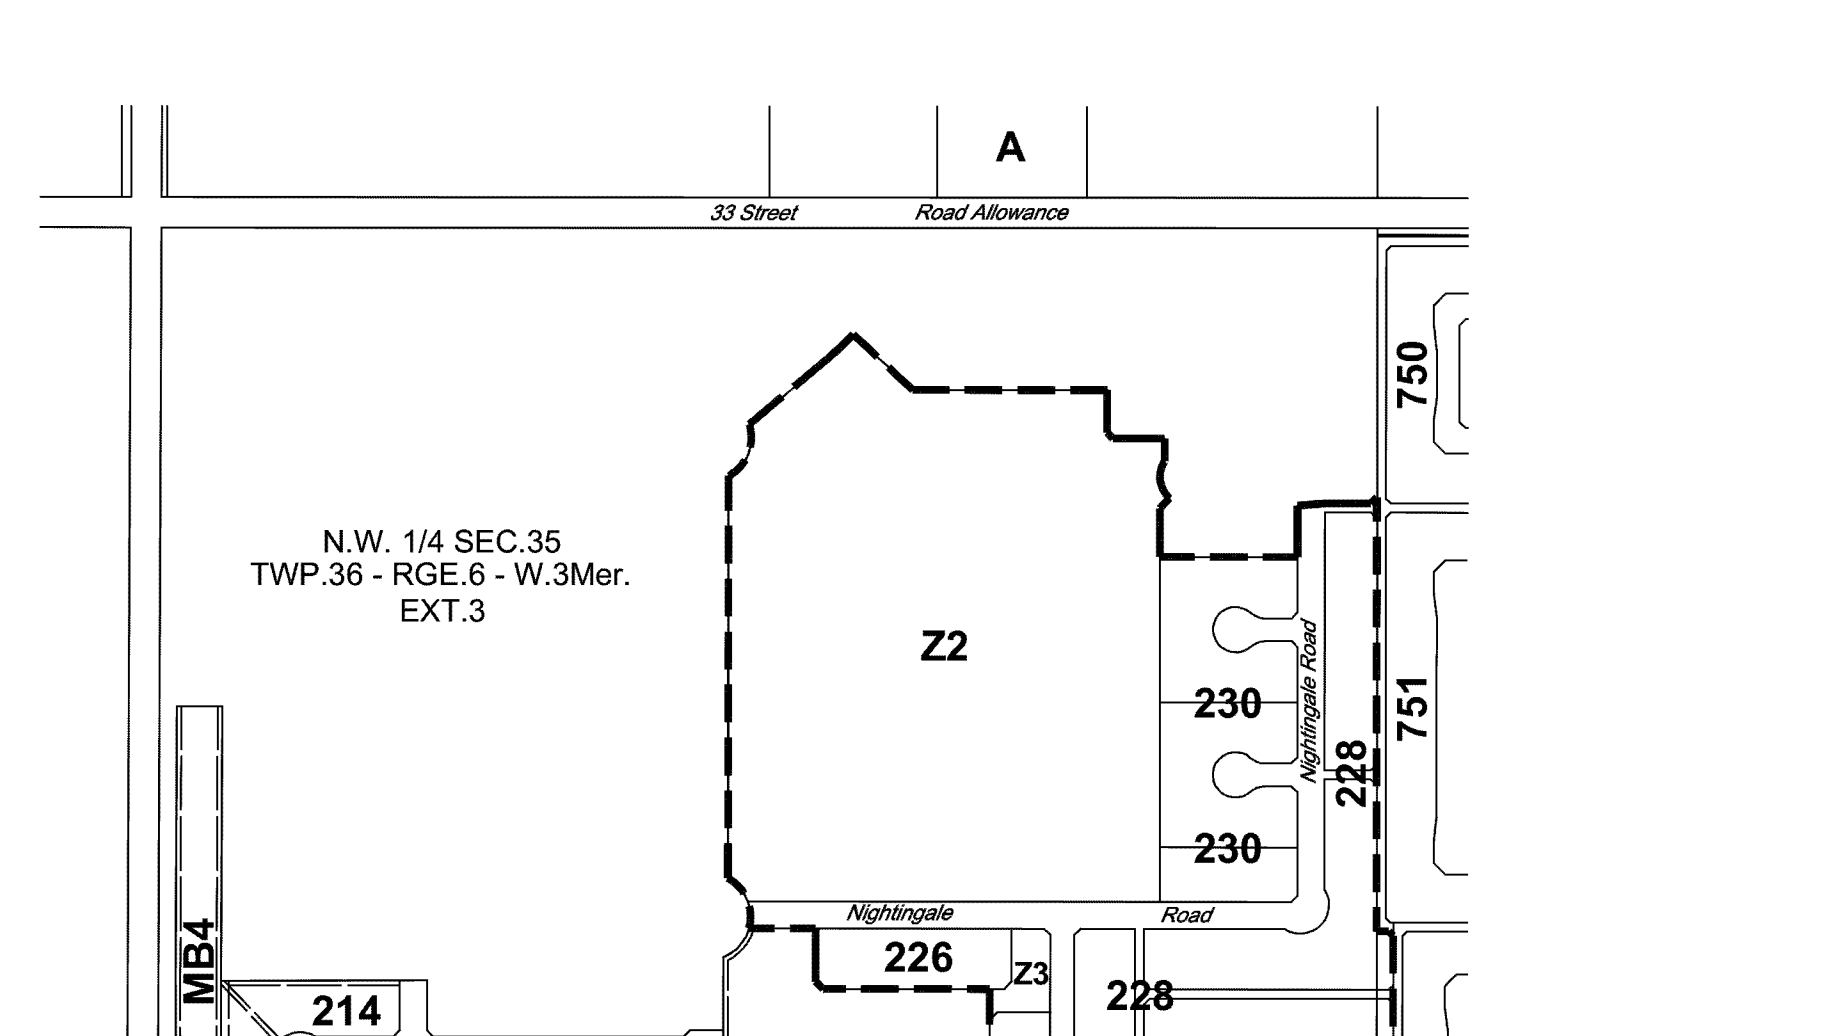 A
33 Street Road Allowance
750
N.W. 1/4 SEC.35
TWP.36 - RGE.6 - W.3Mer.
EXT.3
Z2
230
Nightingale Road
751
228
230
Nightingale Road
MB4
226
Z3
214
228